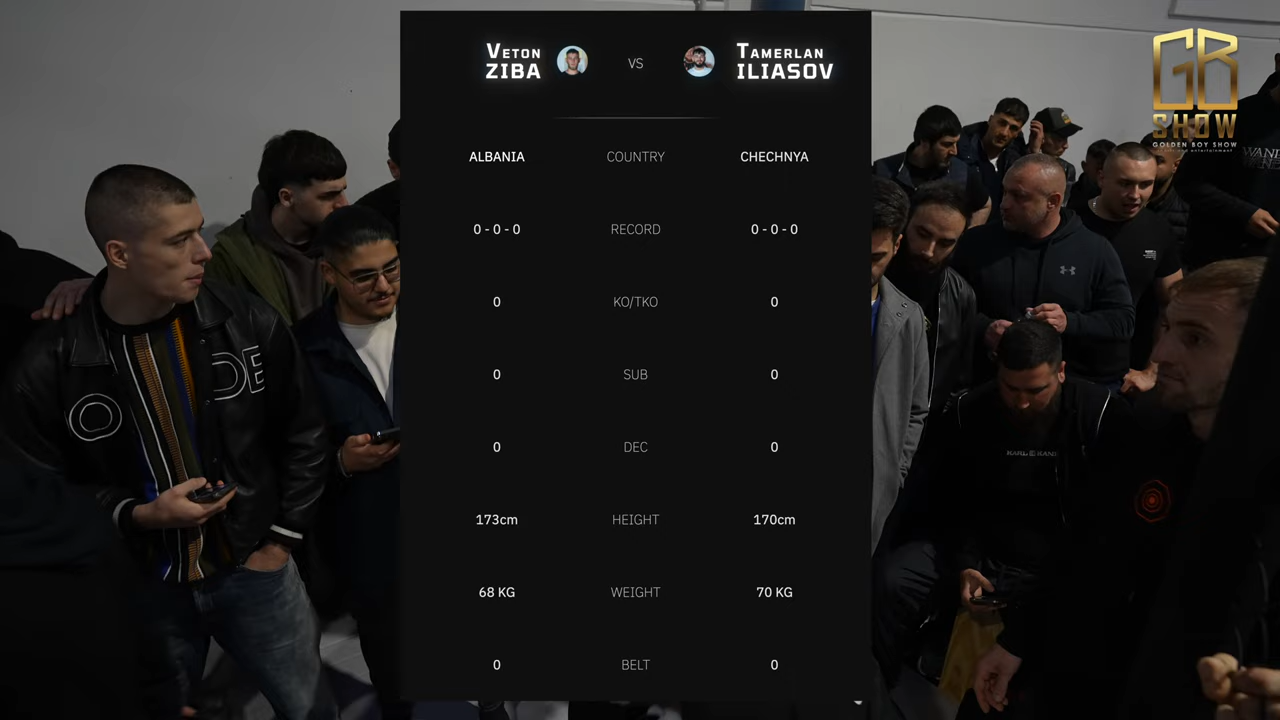 Veton
ZIBA
VS
Tamerlan
ILIASOV
ALBANIA COUNTRY CHECHNYA
0 - 0 - 0 RECORD 0 - 0 - 0
0 KO/TKO 0
0 SUB 0
0 DEC 0
173cm HEIGHT 170cm
68 KG WEIGHT 70 KG
0 BELT 0
GB
SHOW
GOLDEN BOY SHOW